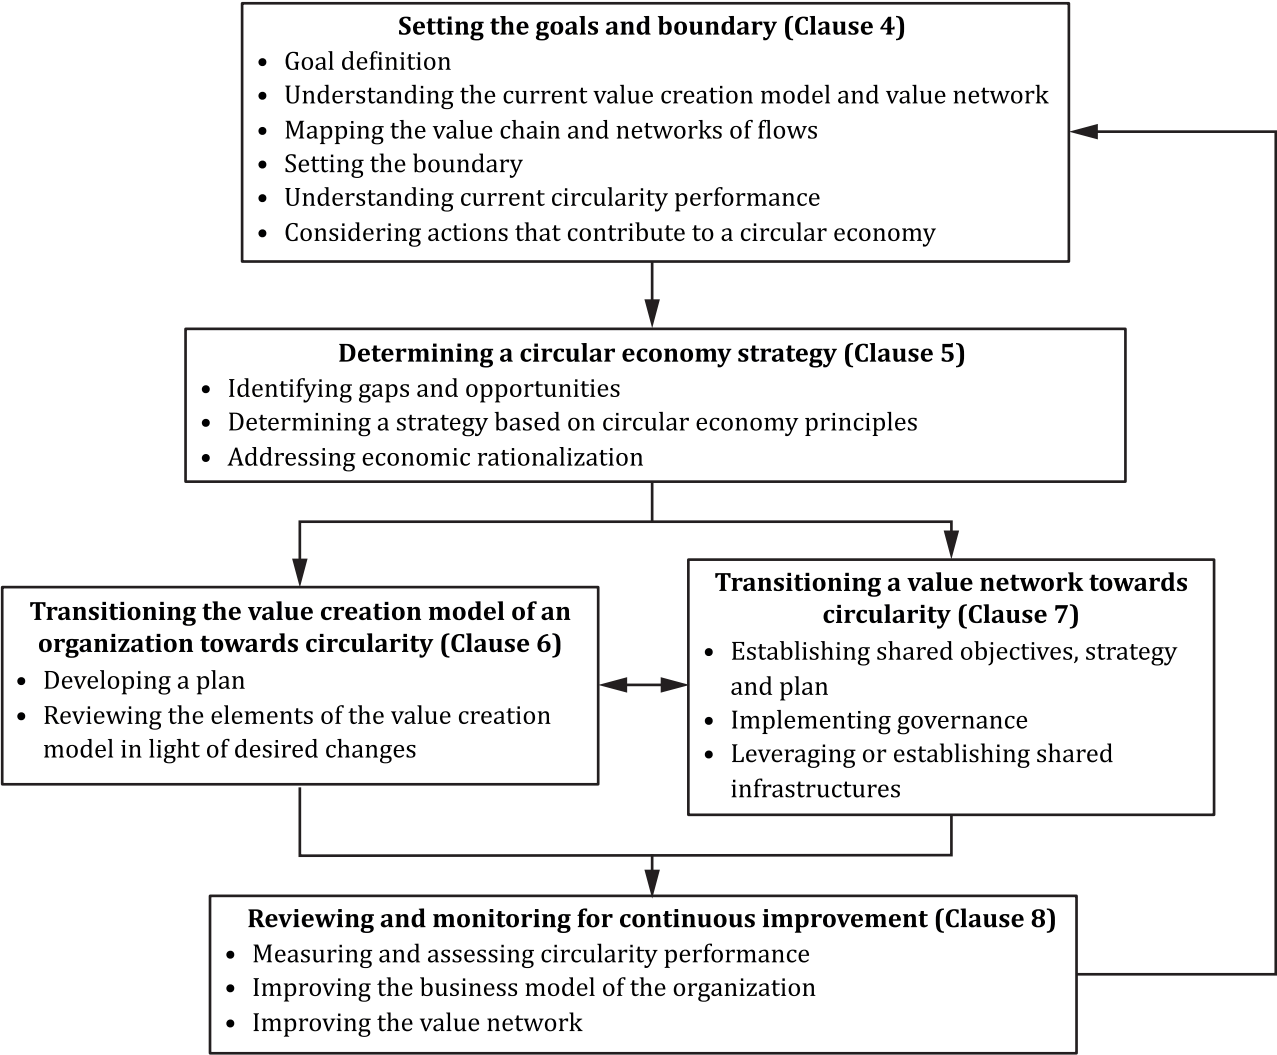 Setting the goals and boundary (Clause 4)
• Goal definition
• Understanding the current value creation model and value network
• Mapping the value chain and networks of flows
• Setting the boundary
• Understanding current circularity performance
• Considering actions that contribute to a circular economy
Determining a circular economy strategy (Clause 5)
• Identifying gaps and opportunities
• Determining a strategy based on circular economy principles
• Addressing economic rationalization
Transitioning the value creation model of an
organization towards circularity (Clause 6)
• Developing a plan
• Reviewing the elements of the value creation
model in light of desired changes
Transitioning a value network towards
circularity (Clause 7)
• Establishing shared objectives, strategy
and plan
• Implementing governance
• Leveraging or establishing shared
infrastructures
Reviewing and monitoring for continuous improvement (Clause 8)
• Measuring and assessing circularity performance
• Improving the business model of the organization
• Improving the value network